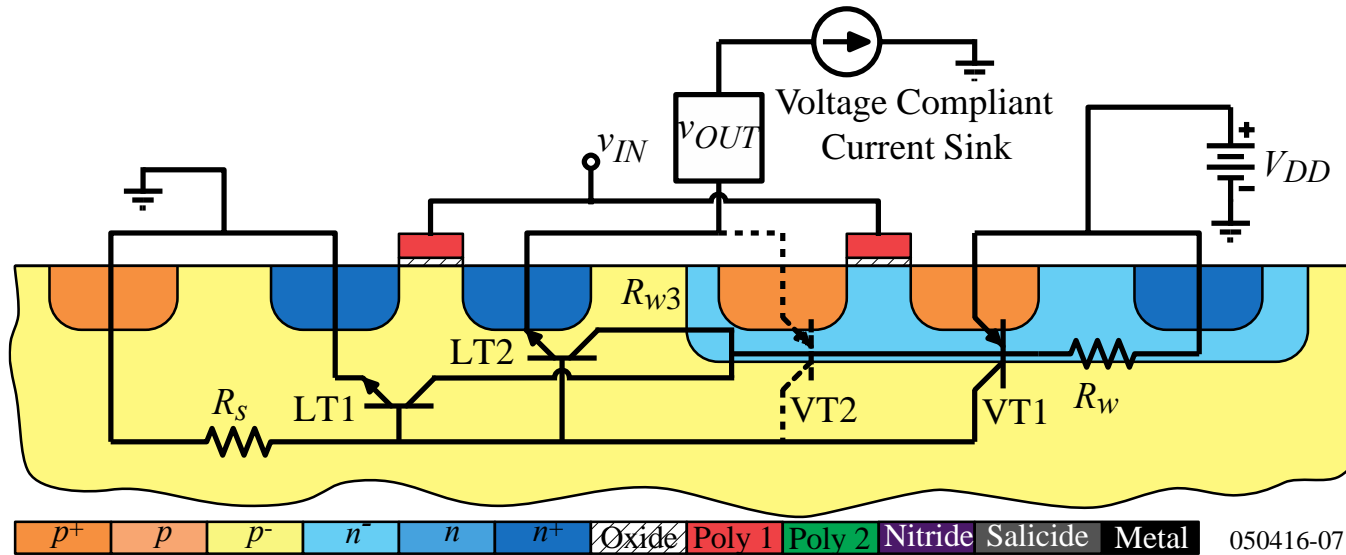 Voltage Compliant
Current Sink
vOUT
vIN
VDD
+
-
Rw3
LT2
LT1
Rs
VT2
VT1
Rw
p+ p p- n- n n+ Oxide Poly 1 Poly 2 Nitride Salicide Metal
050416-07